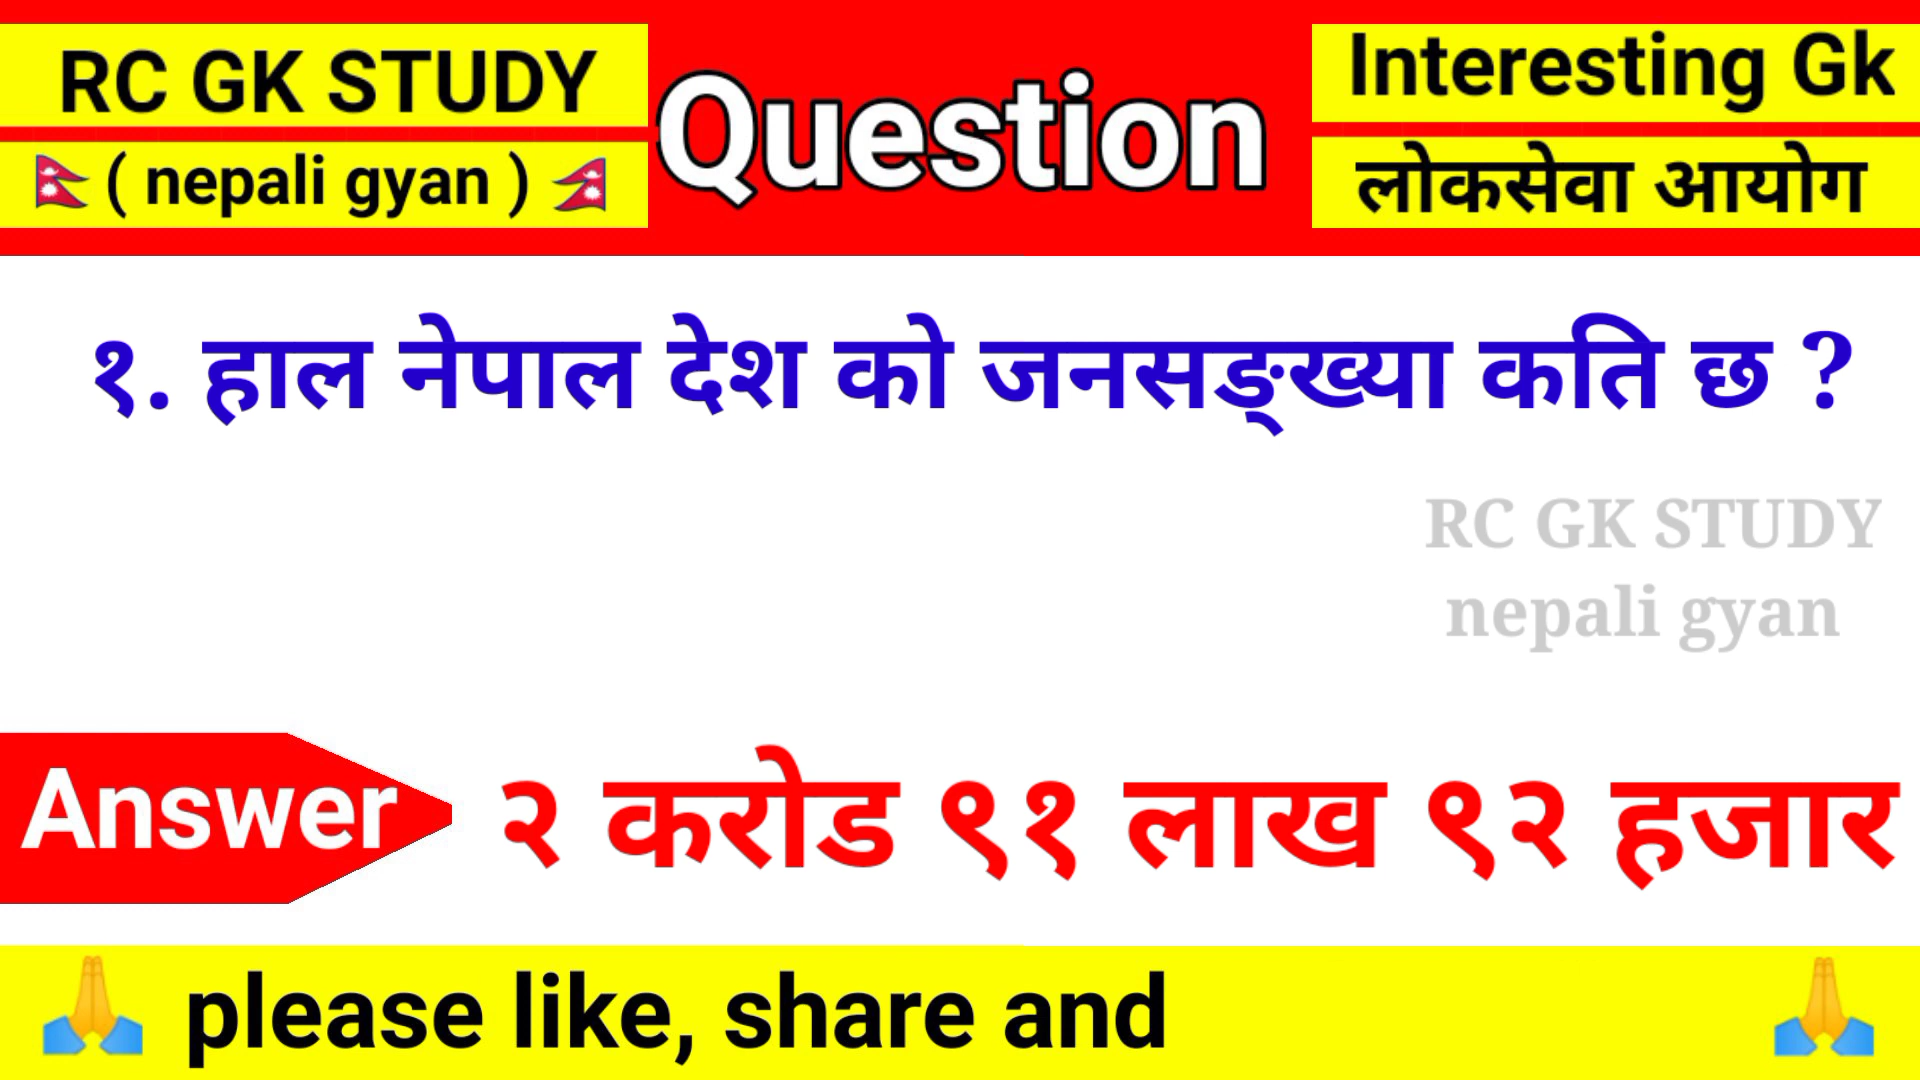 RC GK STUDY
( nepali gyan )
Question
Interesting Gk
लोकसेवा आयोग
१. हाल नेपाल देश को जनसङ्ख्या कति छ ?
RC GK STUDY
nepali gyan
Answer
२ करोड ९१ लाख ९२ हजार
please like, share and